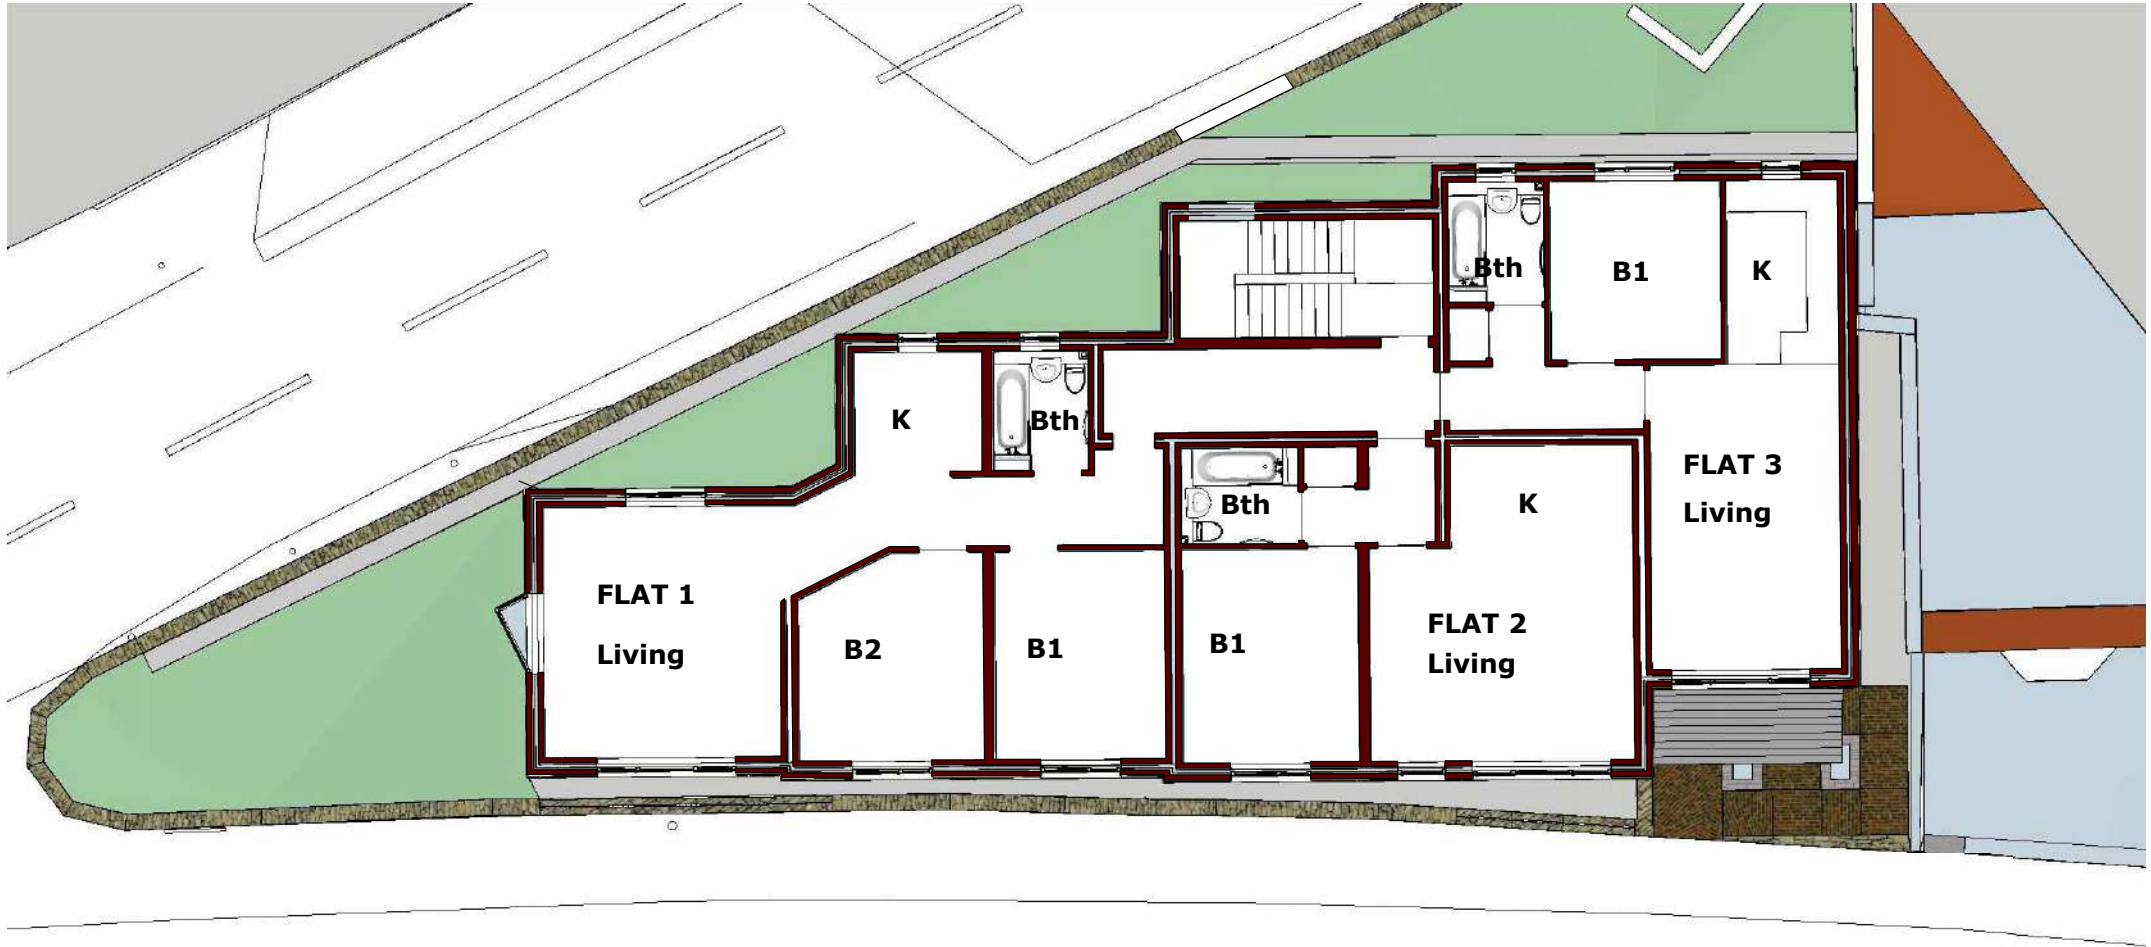 Bth
B1
K
K
Bth
FLAT 3
Living
Bth
K
FLAT 1
Living
B2
B1
B1
FLAT 2
Living